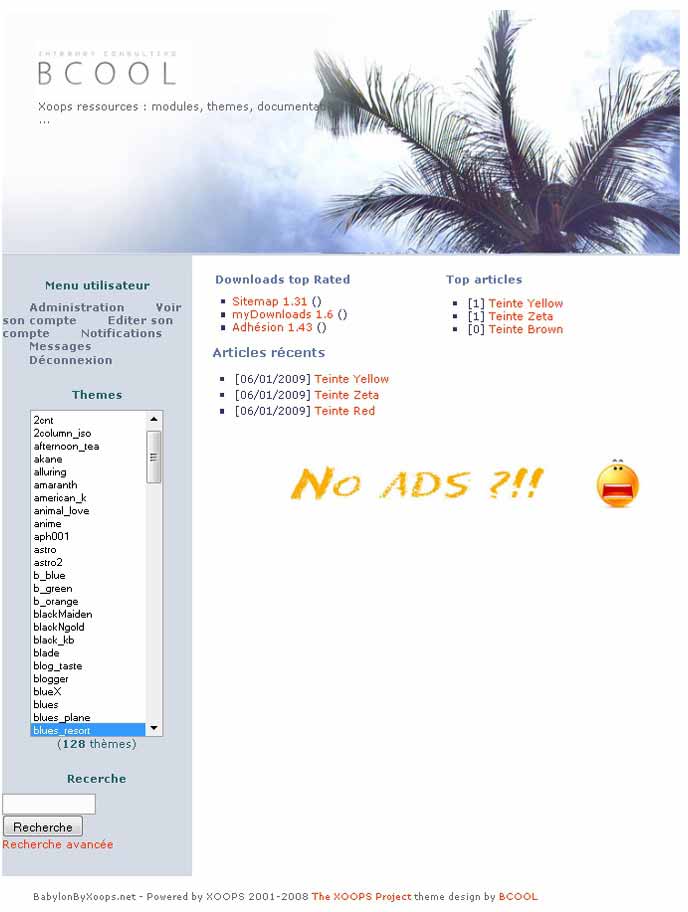 INTERNET CONSULTING
BCOOL
Xoops ressources : modules, themes, documentati
...
Menu utilisateur
Administration Voir
son compte Editer son
compte Notifications
Messages
Déconnexion
Themes
2cnt
2column_iso
afternoon_tea
akane
alluring
amaranth
american_k
animal_love
anime
aph001
astro
astro2
b_blue
b_green
b_orange
blackMaiden
blackNgold
black_kb
blade
blog_taste
blogger
blueX
blues
blues_plane
blues_resort
(128 thèmes)
Recerche
Recherche
Recherche avancée
Downloads top Rated
Sitemap 1.31 ()
myDownloads 1.6 ()
Adhésion 1.43 ()
Top articles
[1] Teinte Yellow
[1] Teinte Zeta
[0] Teinte Brown
Articles récents
[06/01/2009] Teinte Yellow
[06/01/2009] Teinte Zeta
[06/01/2009] Teinte Red
No ADS ?!!
BabylonByXoops.net - Powered by XOOPS 2001-2008 The XOOPS Project theme design by BCOOL